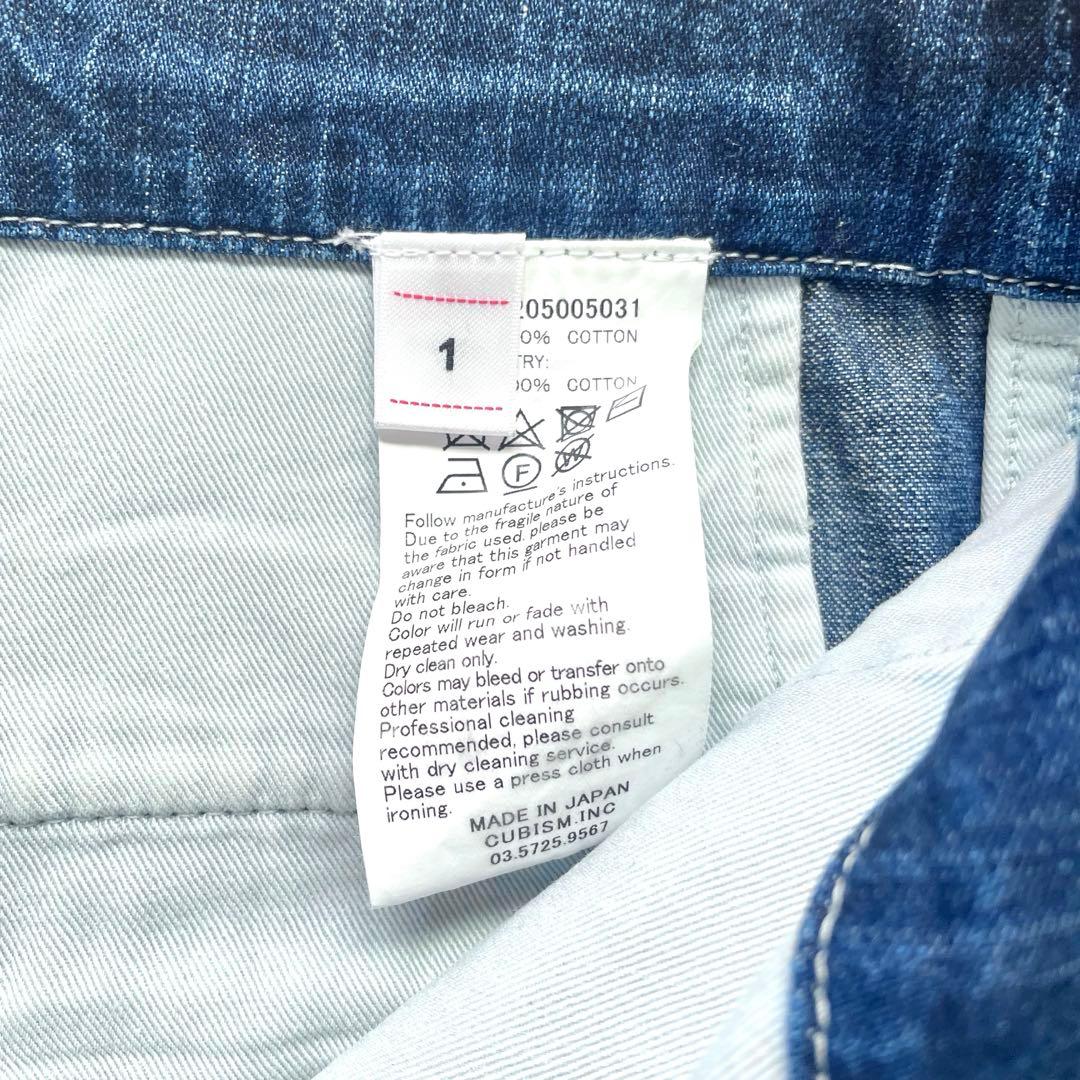 1
205005031
0% COTTON
TRY:
00% COTTON
F
W
Follow manufacture's instructions.
Due to the fragile nature of
the fabric used. please be
aware that this garment may
change in form if not handled
with care.
Do not bleach.
Color will run or fade with
repeated wear and washing.
Dry clean only.
Colors may bleed or transfer onto
other materials if rubbing occurs.
Professional cleaning
recommended, please consult
with dry cleaning service.
Please use a press cloth when
ironing.
MADE IN JAPAN
CUBISM.INC
03.5725.9567